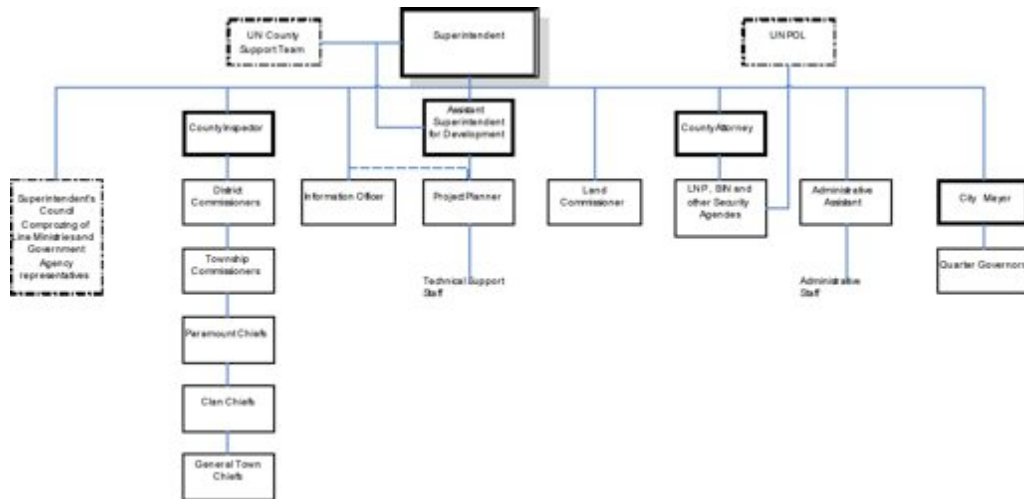 UN County
Support Team
Superintendent
UNPOL
County Inspector
Assistant
Superintendent
for Development
County Attorney
Superintendent's
Council
Comprozing of
Line Ministries and
Government
Agency
representatives
District
Commissioners
Information Officer
Project Planner
Land
Commissioner
LNP, BIN and
other Security
Agendes
Administrative
Assistant
City Mayor
Township
Commissioners
Technical Support
Staff
Administrative
Staff
Quarter Governors
Paramount Chiefs
Clan Chiefs
General Town
Chiefs